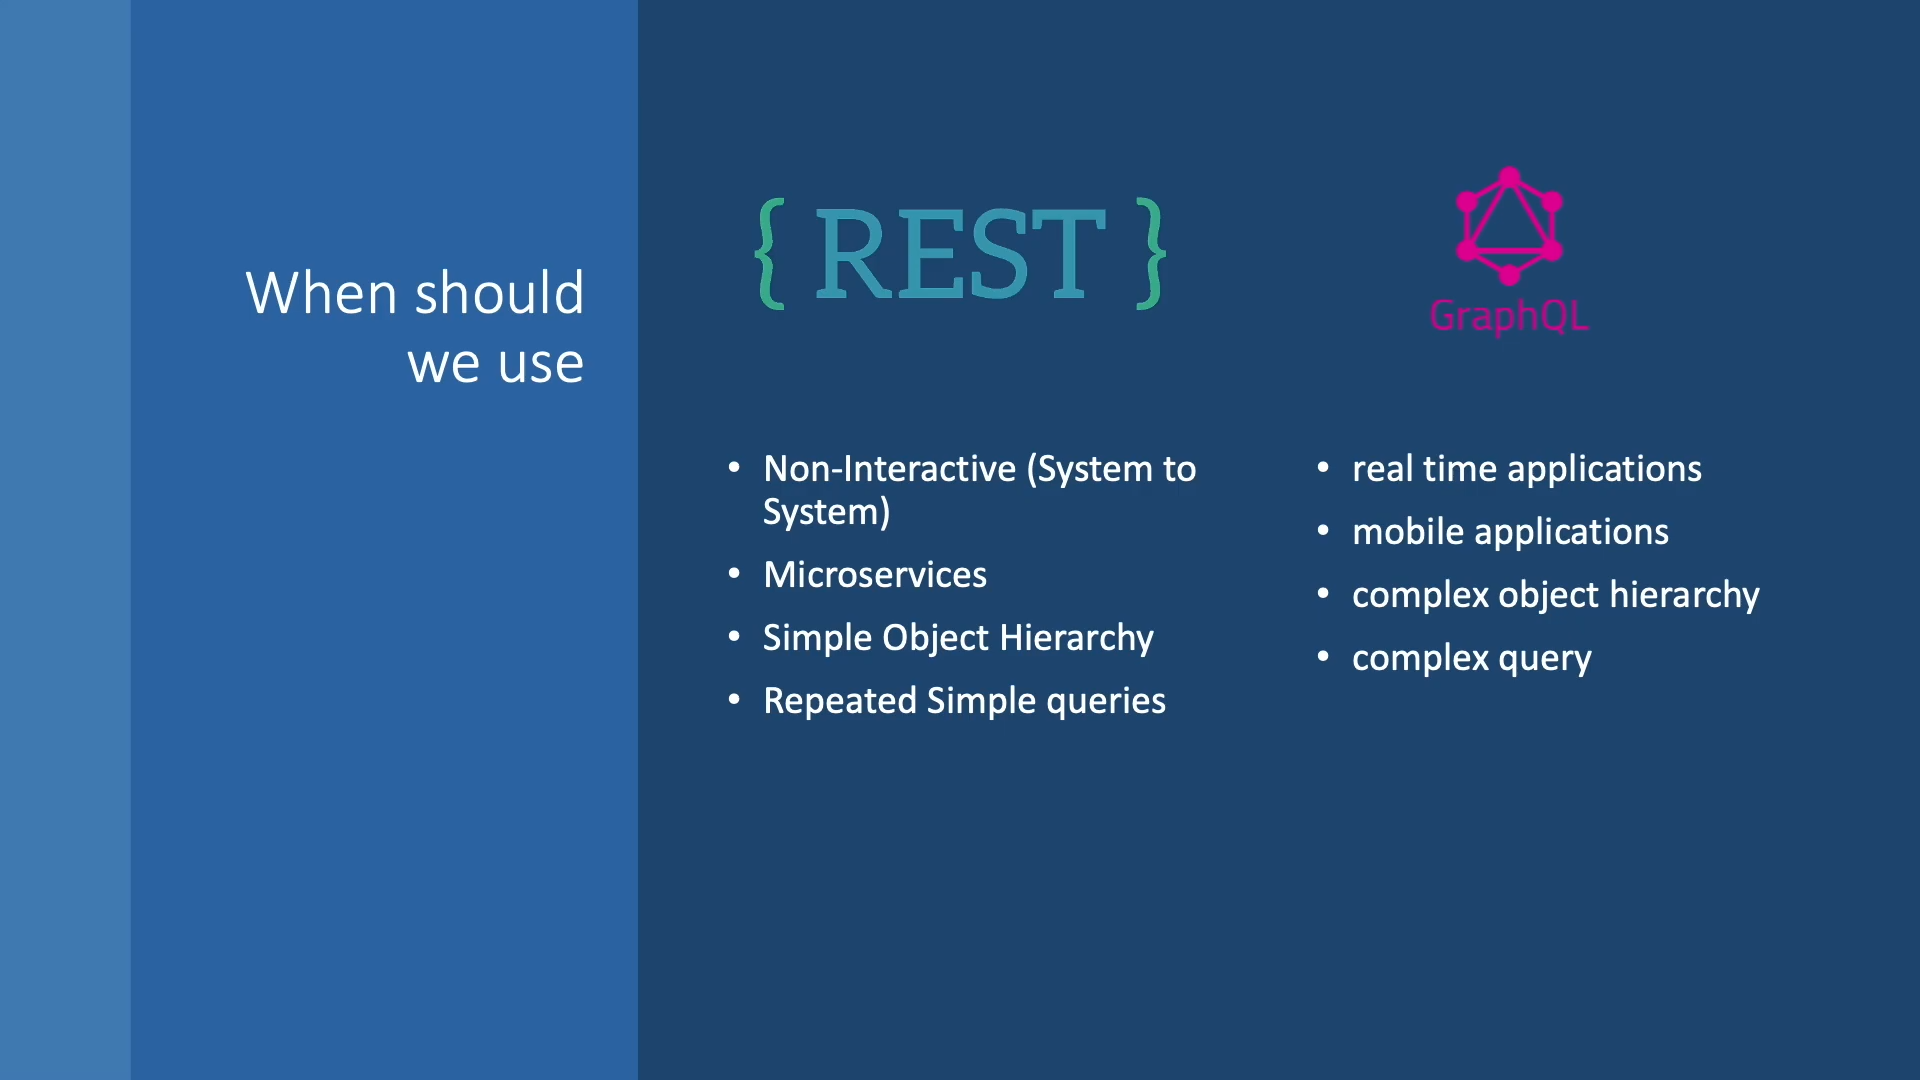 When should
we use
{ REST }
GraphQL
• Non-Interactive (System to
System)
• Microservices
• Simple Object Hierarchy
• Repeated Simple queries
• real time applications
• mobile applications
• complex object hierarchy
• complex query